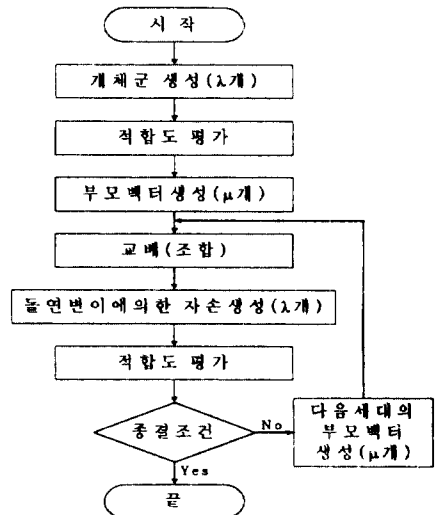 시 작
개 체 군 생 성 (λ개)
적 합 도 평 가
부 모 벡 터 생 성 (μ개)
교 배 (조 합)
돌 연 변 이 에 의 한 자 손 생 성 (λ개)
적 합 도 평 가
종 결 조 건
No
다 음 세 대 의
부 모 벡 터
생 성 (μ개)
Yes
끝